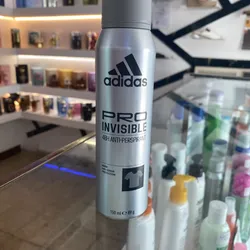 adidas
PRO
INVISIBLE
48H ANTI-PERSPIRANT
150 ml ℮